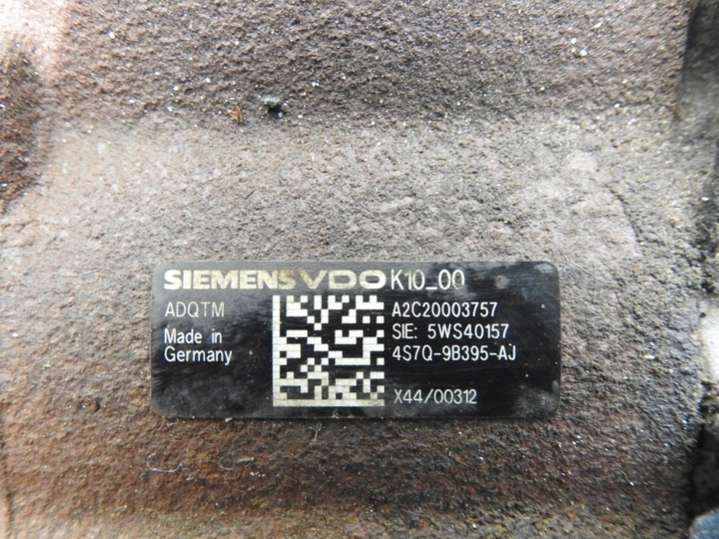 SIEMENS VDO K10_00
ADQTM
A2C20003757
Made in
Germany
SIE: 5WS40157
4S7Q-9B395-AJ
X44/00312